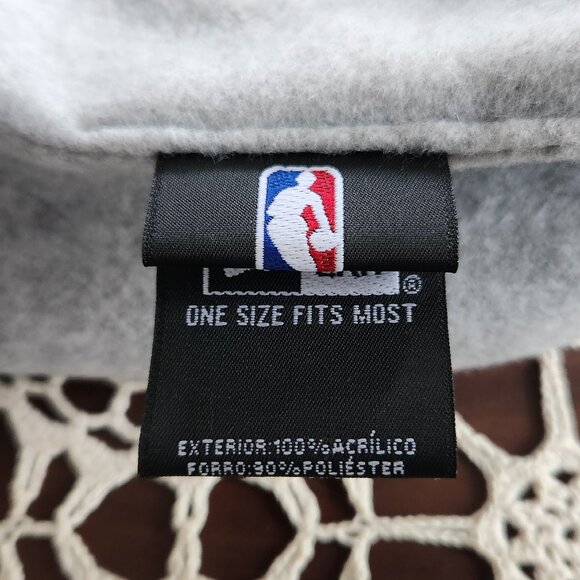 ®
ONE SIZE FITS MOST
EXTERIOR:100%ACRÍLICO
FORRO:90%POLIÉSTER